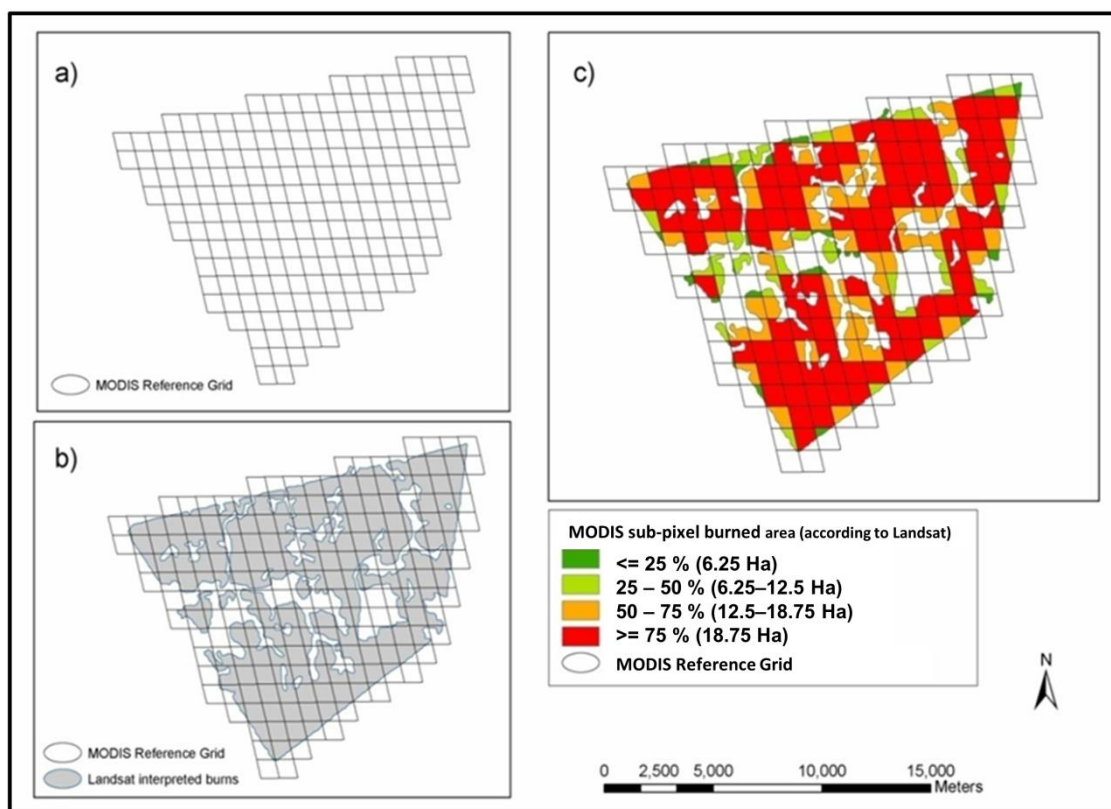 a)
MODIS Reference Grid
b)
MODIS Reference Grid
Landsat interpreted burns
c)
MODIS sub-pixel burned area (according to Landsat)
<= 25 % (6.25 Ha)
25 – 50 % (6.25–12.5 Ha)
50 – 75 % (12.5–18.75 Ha)
>= 75 % (18.75 Ha)
MODIS Reference Grid
N
0 2,500 5,000 10,000 15,000
Meters